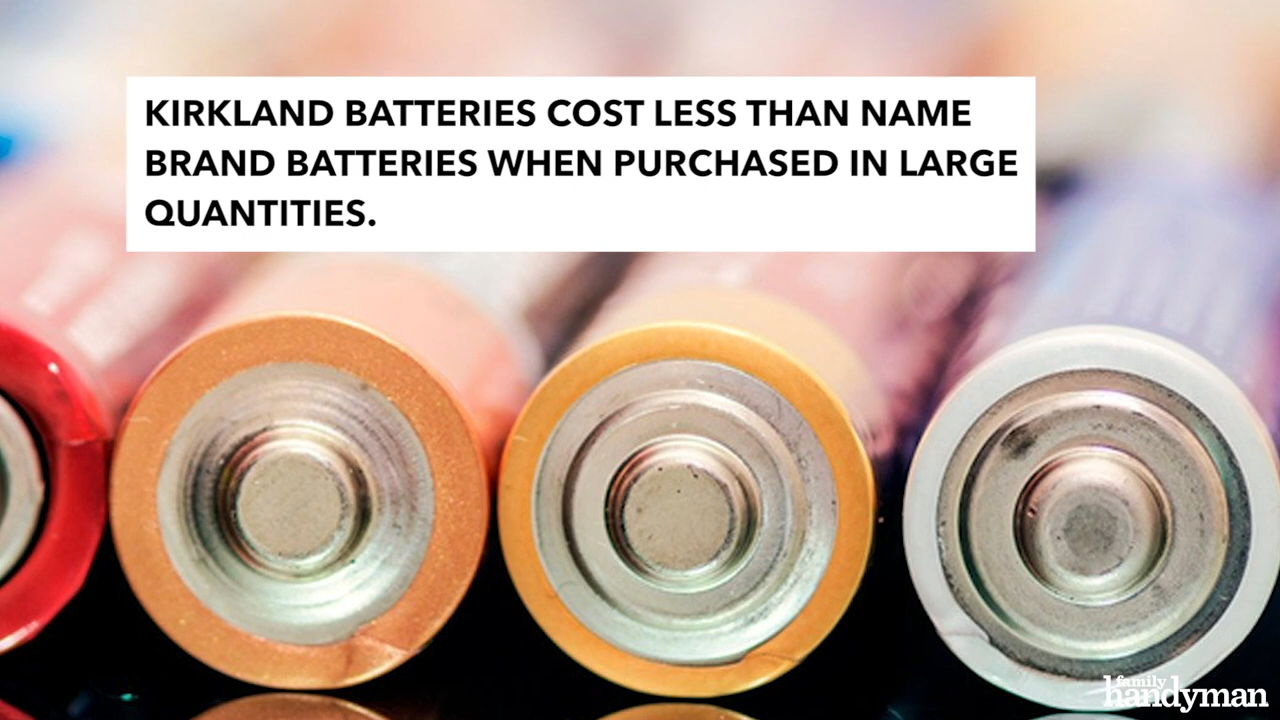 KIRKLAND BATTERIES COST LESS THAN NAME
BRAND BATTERIES WHEN PURCHASED IN LARGE
QUANTITIES.
family
handyman